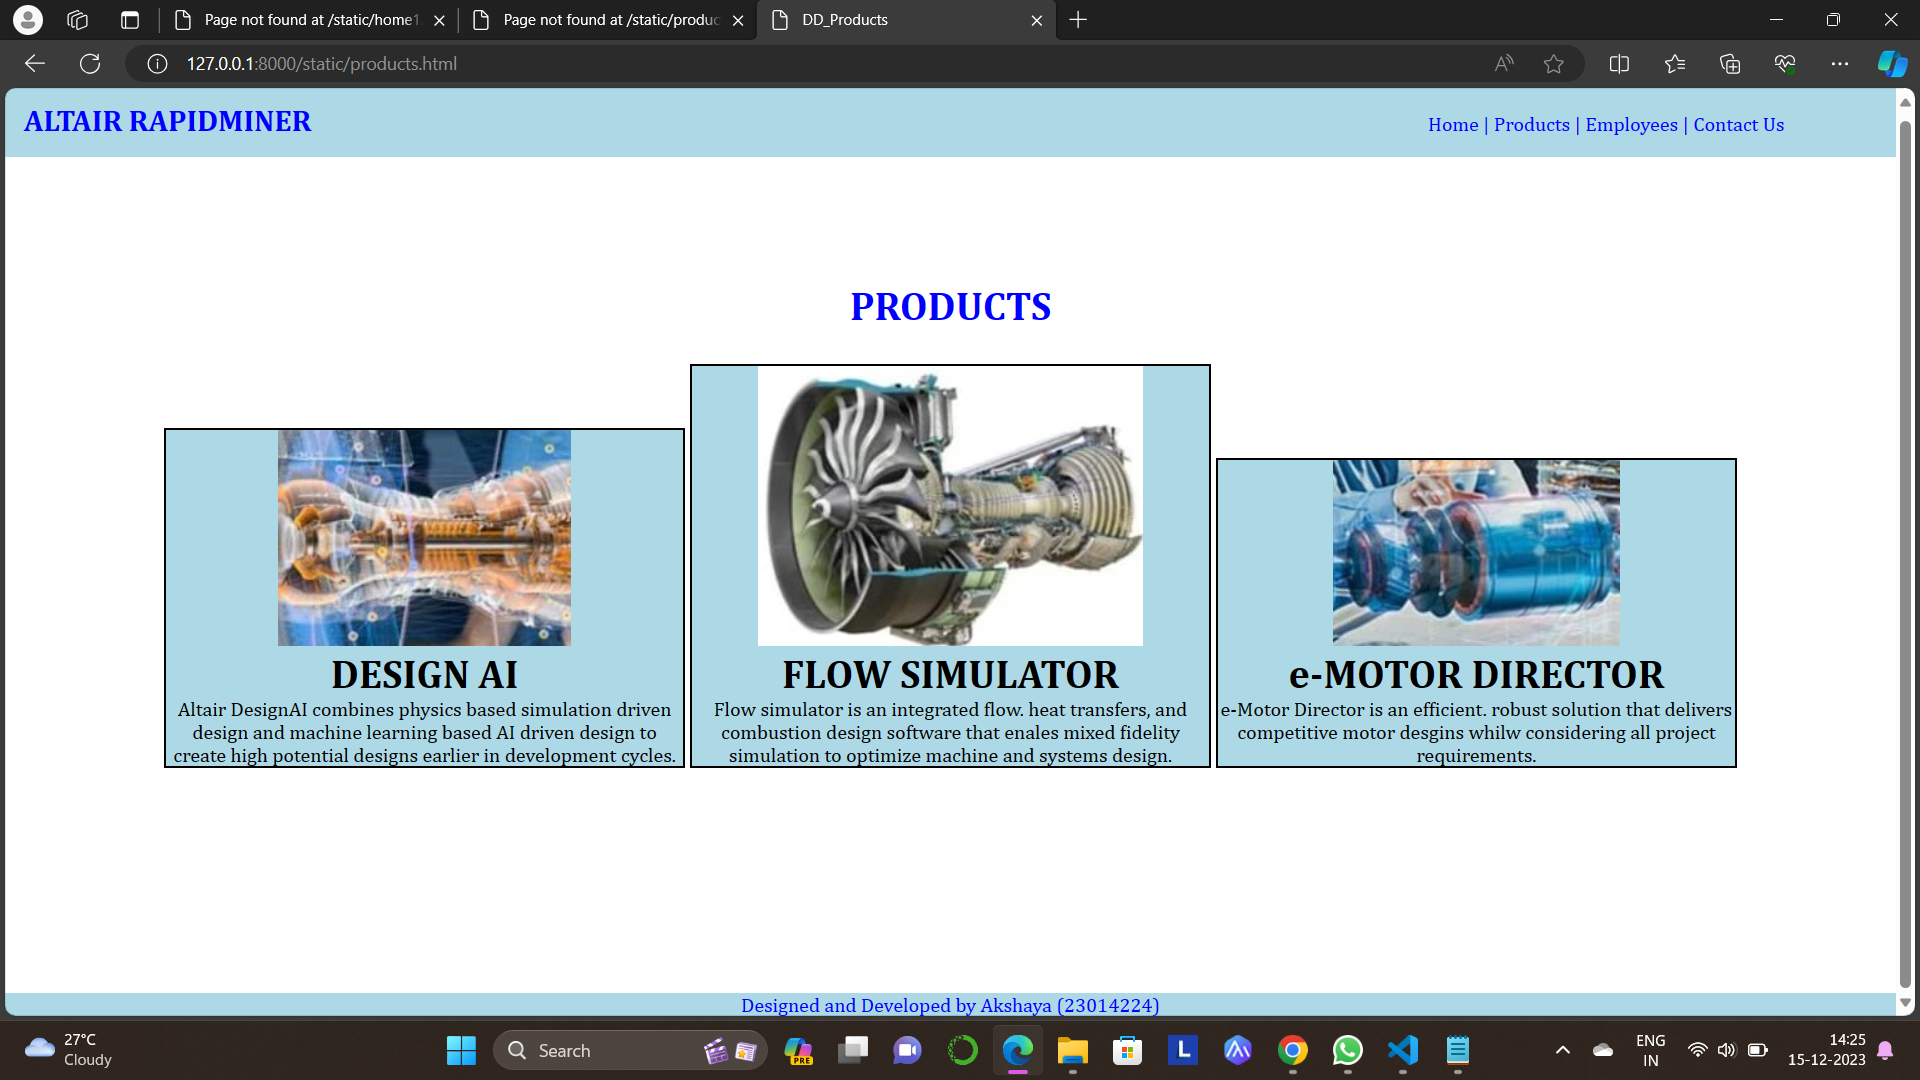 Page not found at /static/home1.
Page not found at /static/produc
DD_Products
127.0.0.1:8000/static/products.html
ALTAIR RAPIDMINER
Home | Products | Employees | Contact Us
PRODUCTS
DESIGN AI
Altair DesignAI combines physics based simulation driven
design and machine learning based AI driven design to
create high potential designs earlier in development cycles.
FLOW SIMULATOR
Flow simulator is an integrated flow. heat transfers, and
combustion design software that enales mixed fidelity
simulation to optimize machine and systems design.
e-MOTOR DIRECTOR
e-Motor Director is an efficient. robust solution that delivers
competitive motor desgins whilw considering all project
requirements.
Designed and Developed by Akshaya (23014224)
27°C
Cloudy
Search
PRE
L
ENG
IN
14:25
15-12-2023